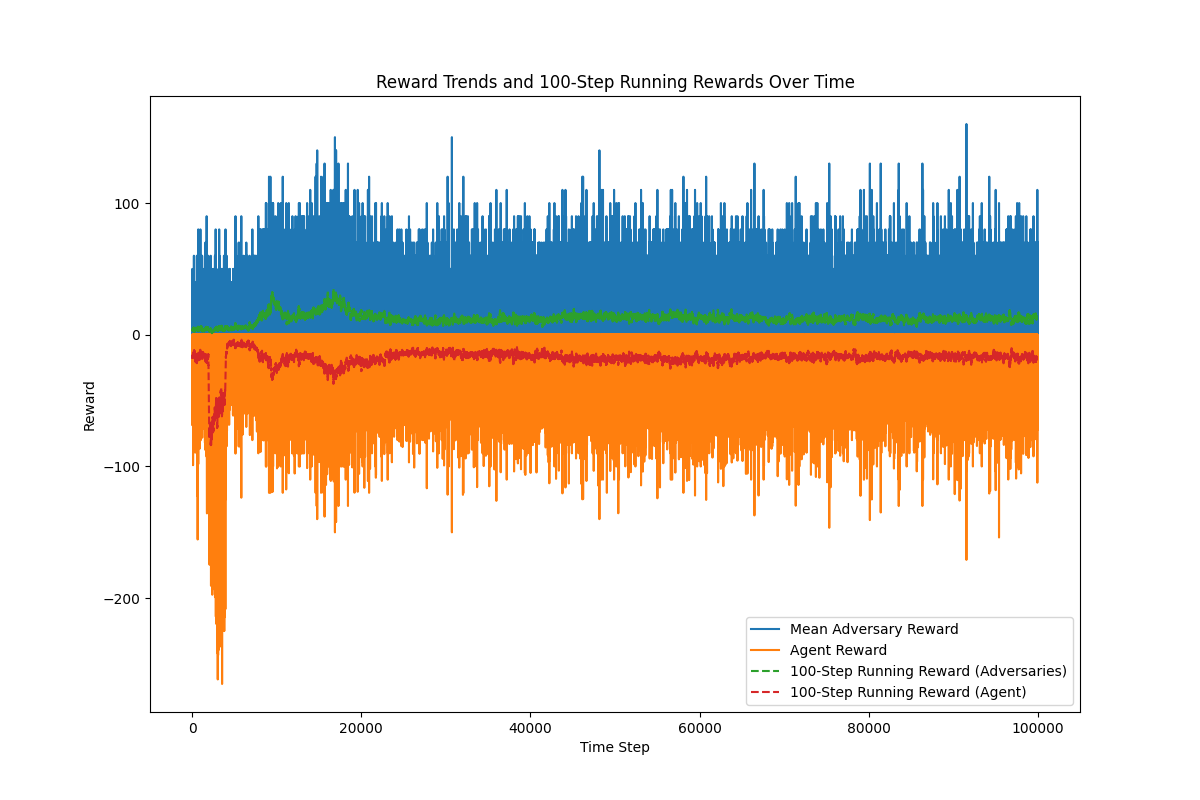 Reward Trends and 100-Step Running Rewards Over Time
Reward
100
0
−100
−200
0
20000
40000
60000
80000
100000
Time Step
Mean Adversary Reward
Agent Reward
100-Step Running Reward (Adversaries)
100-Step Running Reward (Agent)